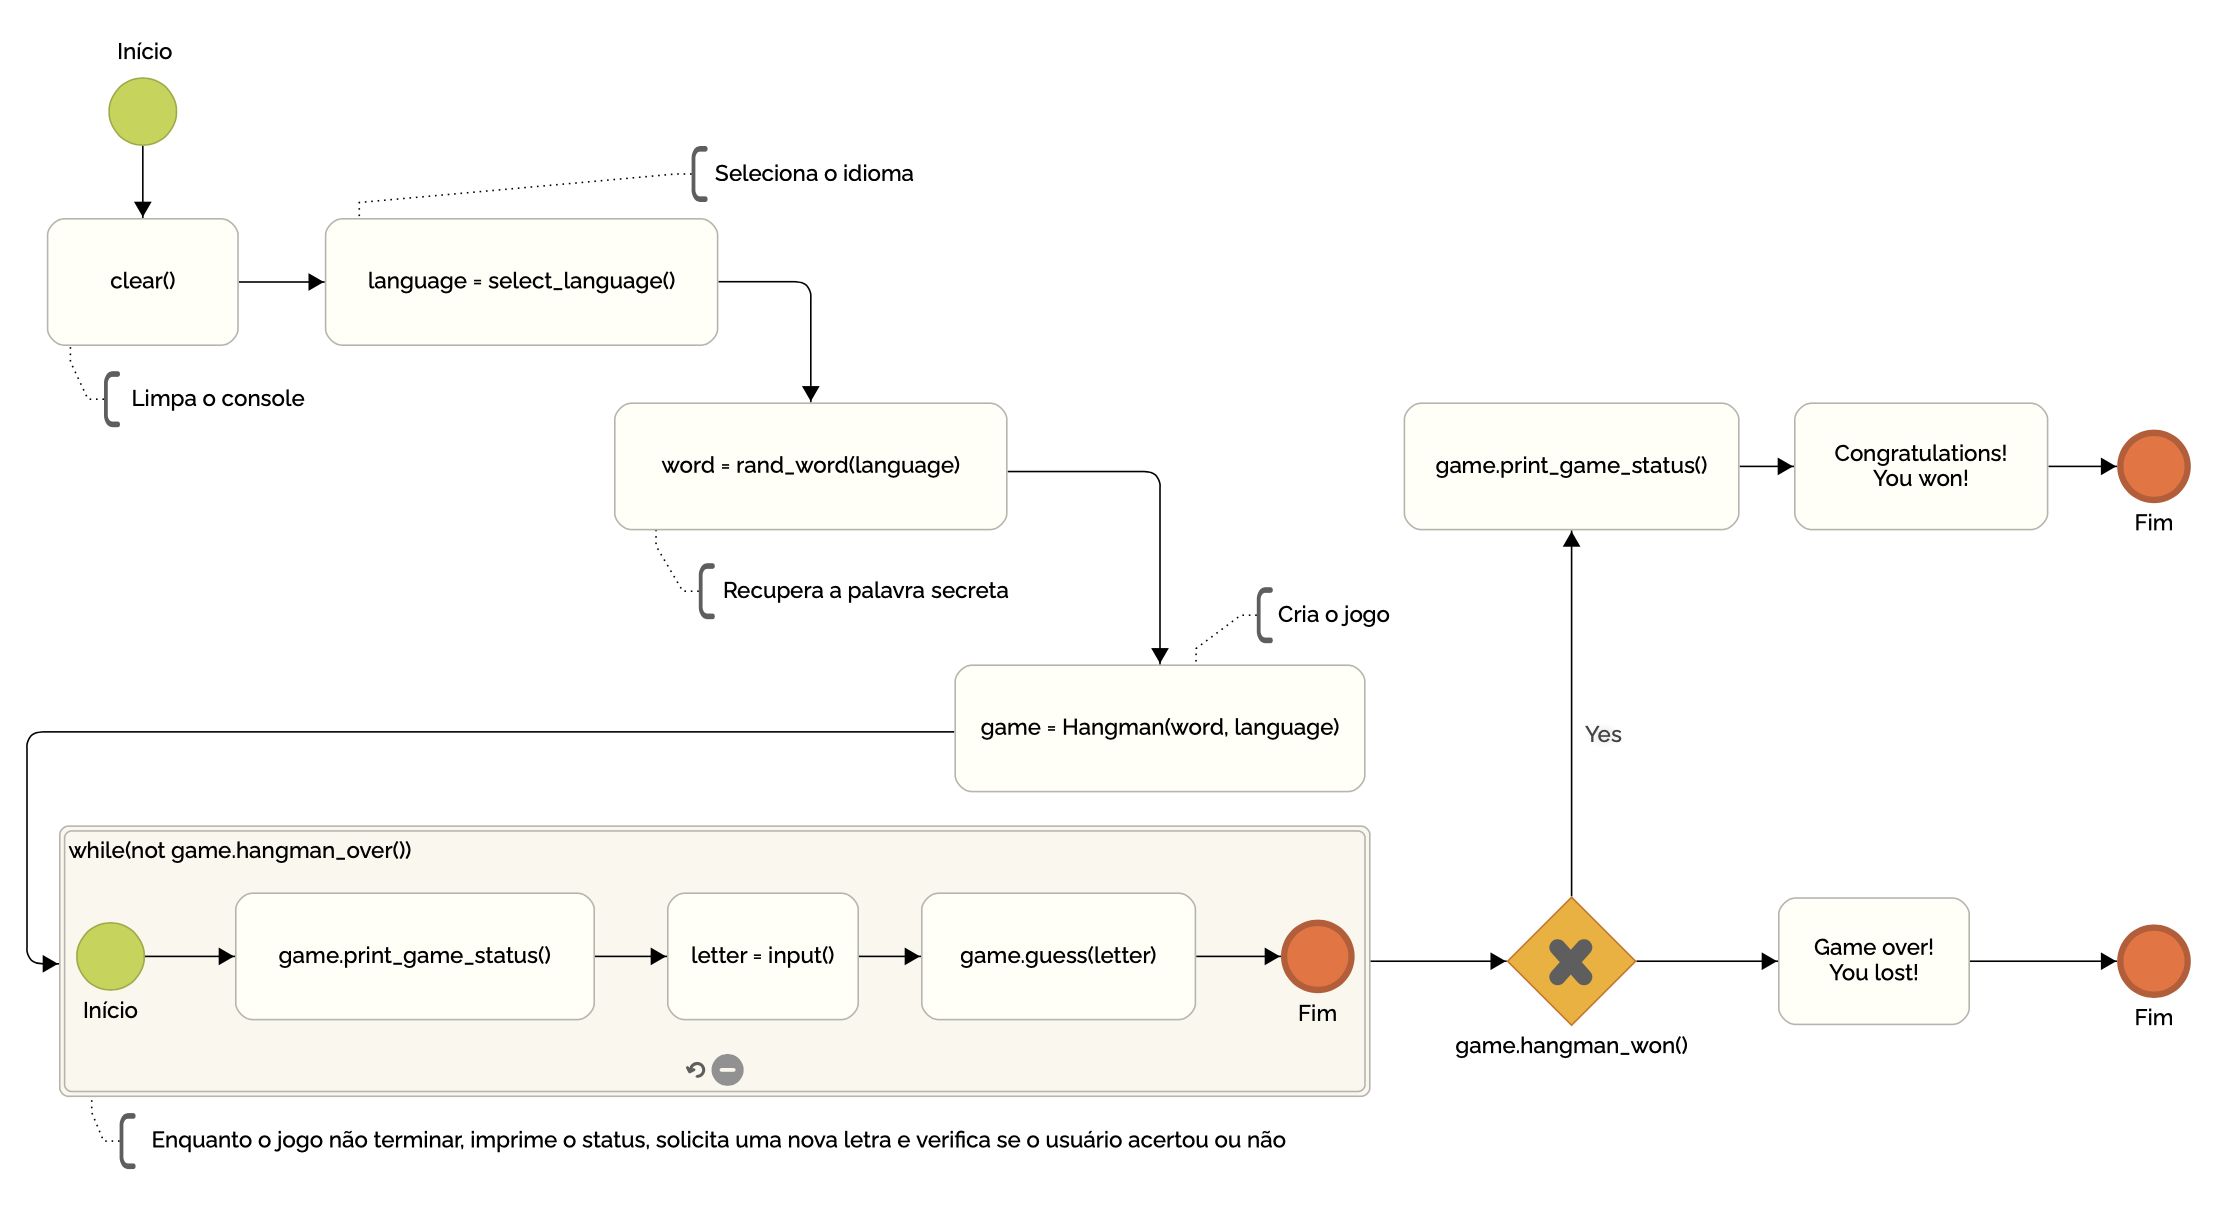 Início
Seleciona o idioma
clear()
language = select_language()
Limpa o console
word = rand_word(language)
Recupera a palavra secreta
Cria o jogo
game = Hangman(word, language)
while(not game.hangman_over())
Início
game.print_game_status()
letter = input()
game.guess(letter)
Fim
Enquanto o jogo não terminar, imprime o status, solicita uma nova letra e verifica se o usuário acertou ou não
game.hangman_won()
Yes
game.print_game_status()
Congratulations!
You won!
Fim
Game over!
You lost!
Fim